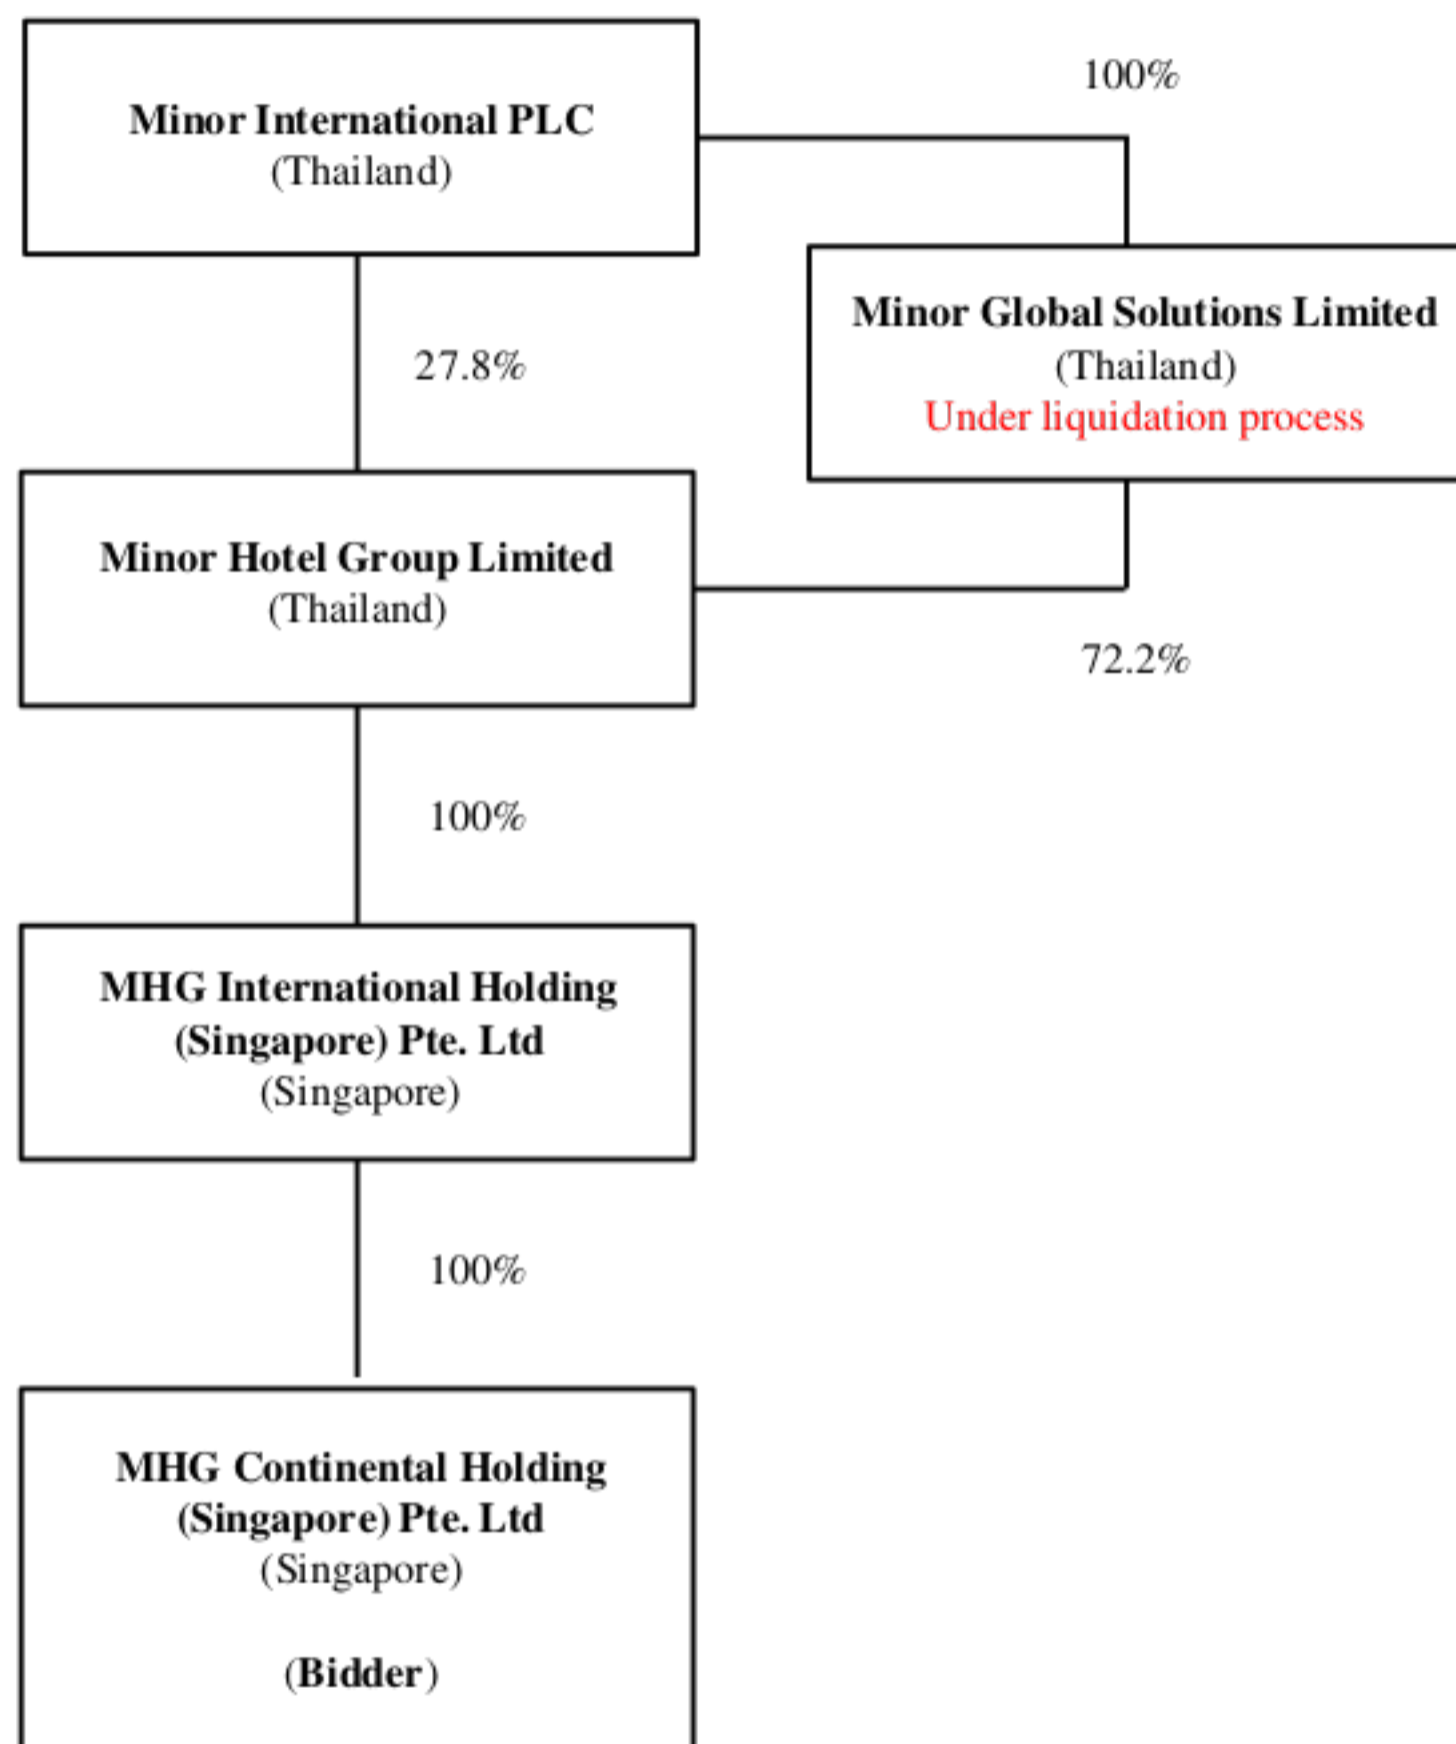 Minor International PLC
(Thailand)
100%
Minor Global Solutions Limited
(Thailand)
Under liquidation process
27.8%
Minor Hotel Group Limited
(Thailand)
72.2%
100%
MHG International Holding
(Singapore) Pte. Ltd
(Singapore)
100%
MHG Continental Holding
(Singapore) Pte. Ltd
(Singapore)
(Bidder)